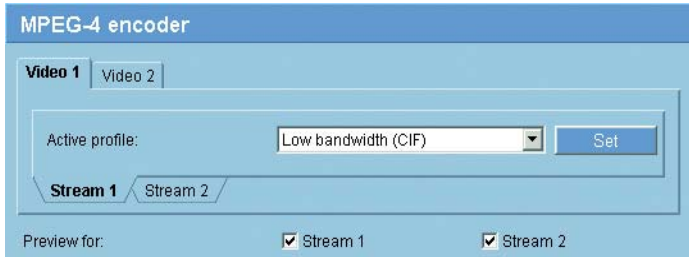 MPEG-4 encoder
Video 1 Video 2
Active profile: Low bandwidth (CIF) Set
Stream 1 Stream 2
Preview for: Stream 1 Stream 2